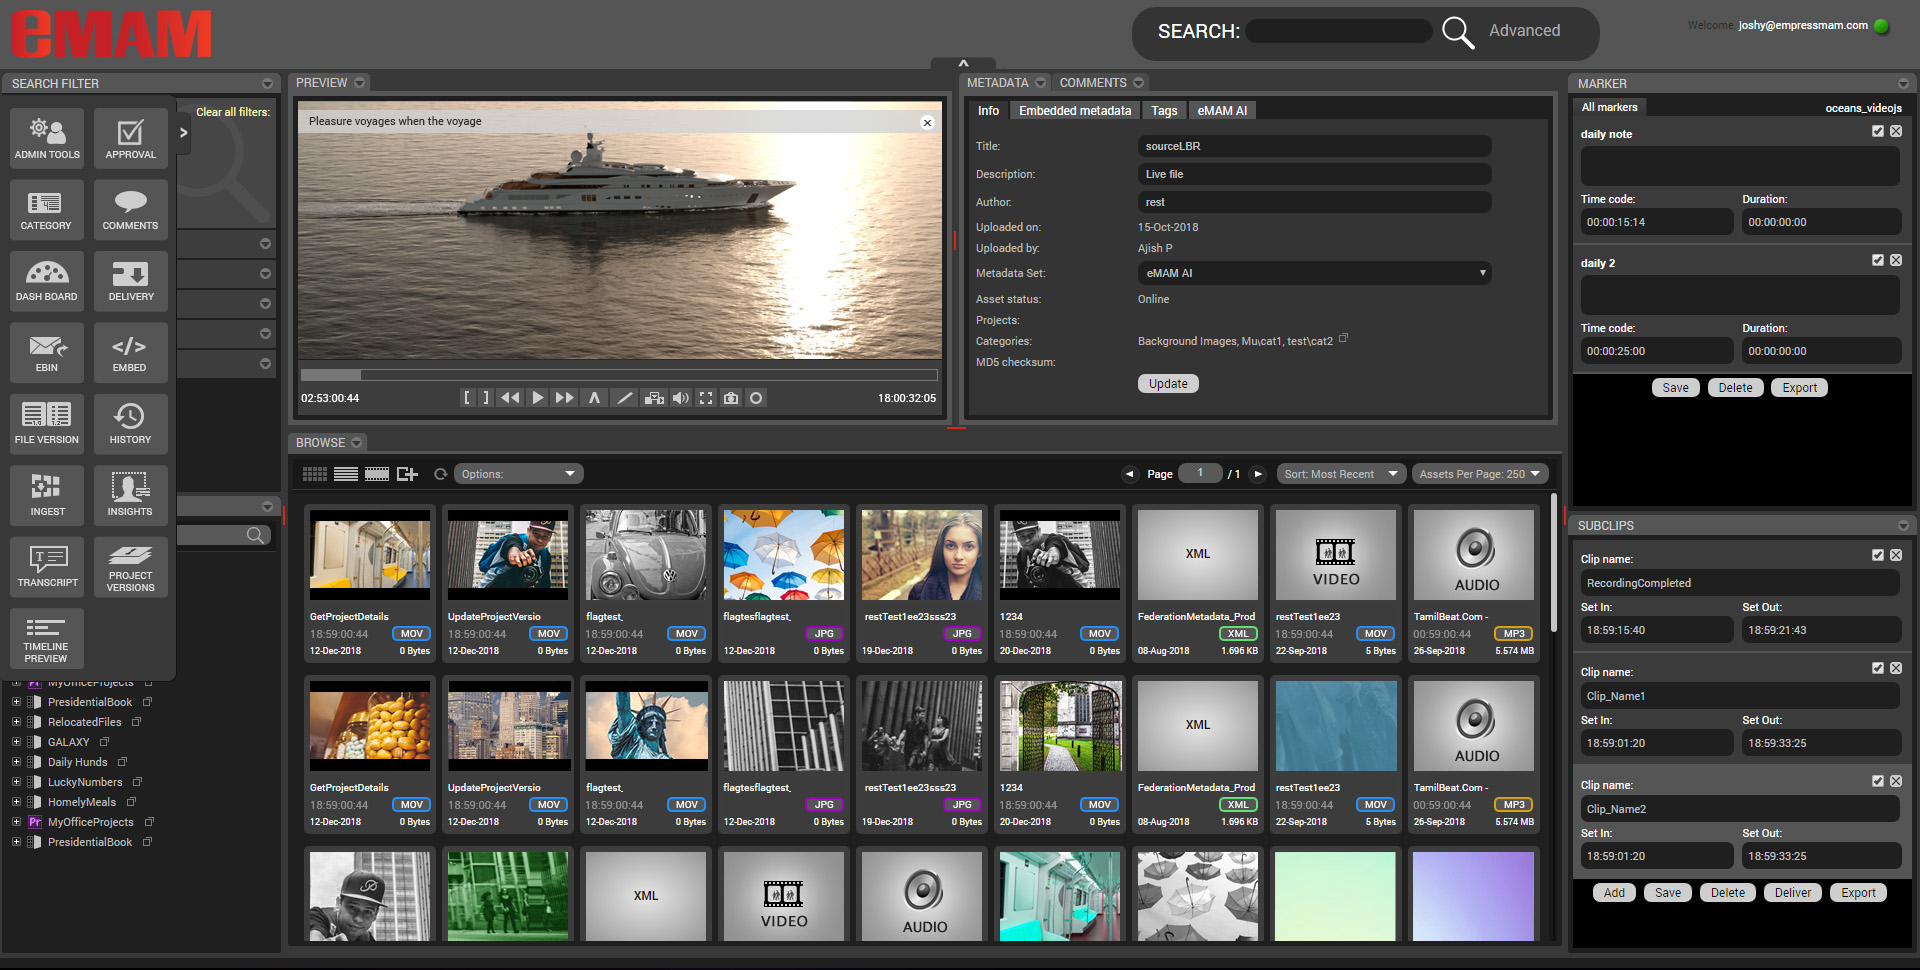 eMAM
SEARCH:
Advanced
Welcome, joshy@empressmam.com
SEARCH FILTER
Clear all filters:
ADMIN TOOLS
APPROVAL
CATEGORY
COMMENTS
DASH BOARD
DELIVERY
EBIN
EMBED
FILE VERSION
HISTORY
INGEST
INSIGHTS
TRANSCRIPT
PROJECT
VERSIONS
TIMELINE
PREVIEW
MyOfficeProjects
PresidentialBook
RelocatedFiles
GALAXY
Daily Hunds
LuckyNumbers
HomelyMeals
Pr MyOfficeProjects
PresidentialBook
PREVIEW
Pleasure voyages when the voyage
02:53:00:44
18:00:32:05
METADATA COMMENTS
Info Embedded metadata Tags eMAM AI
Title: sourceLBR
Description: Live file
Author: rest
Uploaded on: 15-Oct-2018
Uploaded by: Ajish P
Metadata Set: eMAM AI
Asset status: Online
Projects:
Categories: Background Images, Mu\cat1, test\cat2
MD5 checksum:
Update
BROWSE
Options:
Page 1 / 1
Sort: Most Recent
Assets Per Page: 250
XML VIDEO AUDIO
GetProjectDetails UpdateProjectVersio flagtest. flagtesflagtest. restTest1ee23sss23 1234 FederationMetadata_Prod restTest1ee23 TamilBeat.Com -
18:59:00:44 MOV 18:59:00:44 MOV 18:59:00:44 MOV JPG JPG 18:59:00:44 MOV XML 18:59:00:44 MOV 00:59:00:44 MP3
12-Dec-2018 0 Bytes 12-Dec-2018 0 Bytes 12-Dec-2018 0 Bytes 12-Dec-2018 0 Bytes 19-Dec-2018 0 Bytes 20-Dec-2018 0 Bytes 08-Aug-2018 1.696 KB 22-Sep-2018 5 Bytes 26-Sep-2018 5.574 MB
XML AUDIO
GetProjectDetails UpdateProjectVersio flagtest. flagtesflagtest. restTest1ee23sss23 1234 FederationMetadata_Prod restTest1ee23 TamilBeat.Com -
18:59:00:44 MOV 18:59:00:44 MOV 18:59:00:44 MOV JPG JPG 18:59:00:44 MOV XML 18:59:00:44 MOV 00:59:00:44 MP3
12-Dec-2018 0 Bytes 12-Dec-2018 0 Bytes 12-Dec-2018 0 Bytes 12-Dec-2018 0 Bytes 19-Dec-2018 0 Bytes 20-Dec-2018 0 Bytes 08-Aug-2018 1.696 KB 22-Sep-2018 5 Bytes 26-Sep-2018 5.574 MB
XML VIDEO AUDIO
MARKER
All markers
oceans_videojs
daily note
Time code: Duration:
00:00:15:14 00:00:00:00
daily 2
Time code: Duration:
00:00:25:00 00:00:00:00
Save Delete Export
SUBCLIPS
Clip name:
RecordingCompleted
Set In: Set Out:
18:59:15:40 18:59:21:43
Clip name:
Clip_Name1
Set In: Set Out:
18:59:01:20 18:59:33:25
Clip name:
Clip_Name2
Set In: Set Out:
18:59:01:20 18:59:33:25
Add Save Delete Deliver Export